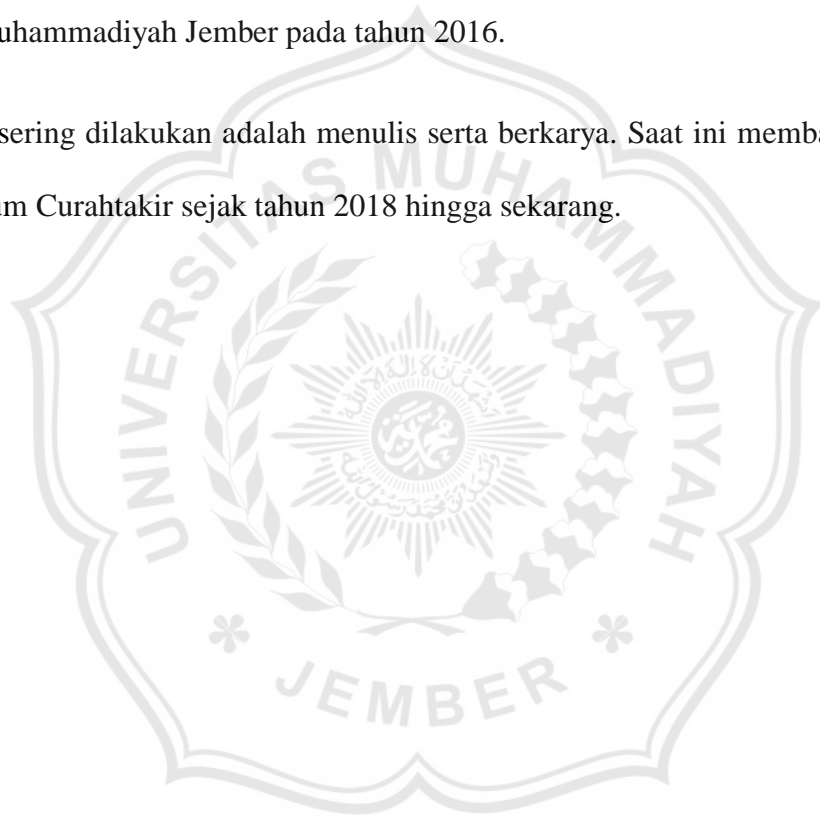 uhammadiyah Jember pada tahun 2016.
sering dilakukan adalah menulis serta berkarya. Saat ini memba
um Curahtakir sejak tahun 2018 hingga sekarang.
UNIVERSITAS MUHAMMADIYAH
JEMBER